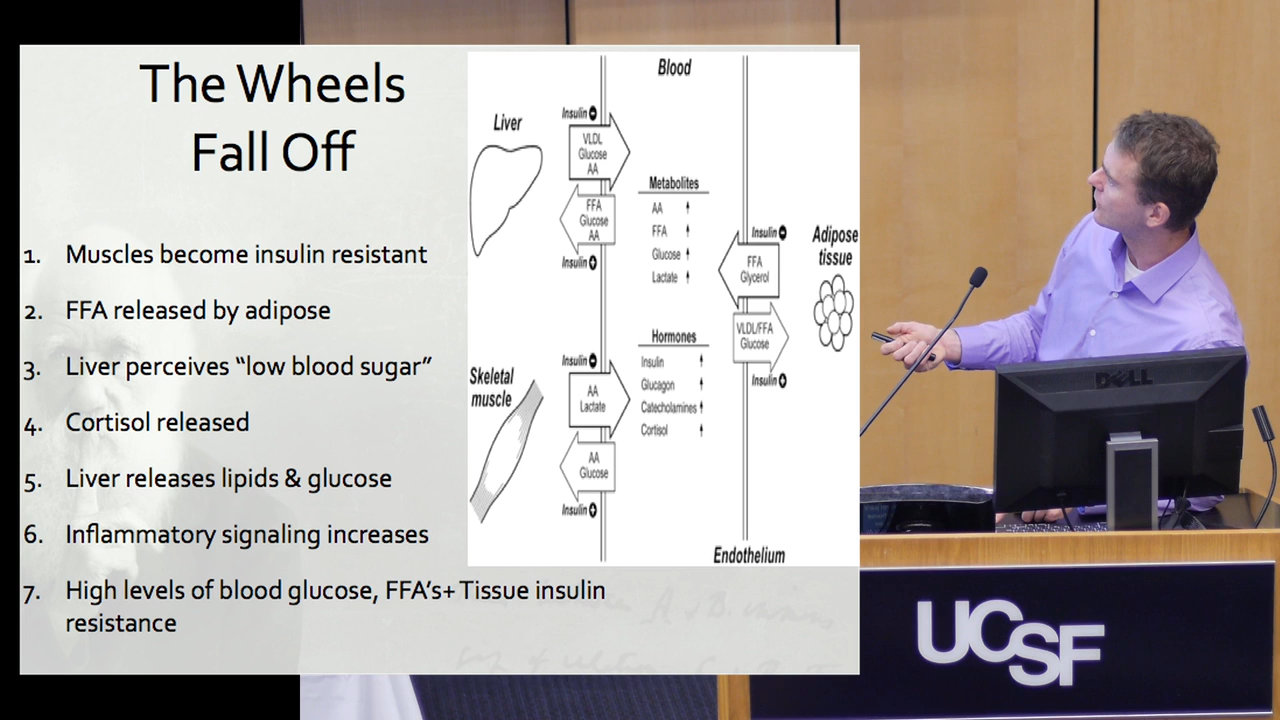 The Wheels
Fall Off
1. Muscles become insulin resistant
2. FFA released by adipose
3. Liver perceives “low blood sugar”
4. Cortisol released
5. Liver releases lipids & glucose
6. Inflammatory signaling increases
7. High levels of blood glucose, FFA's+ Tissue insulin
resistance
Blood
Liver
Insulin -
VLDL
Glucose
AA
FFA
Glucose
AA
Insulin +
Metabolites
AA ↑
FFA ↑
Glucose ↑
Lactate ↑
Insulin -
FFA
Glycerol
Adipose
tissue
VLDL/FFA
Glucose
Insulin +
Hormones
Insulin ↑
Glucagon ↑
Catecholamines ↑
Cortisol ↑
Skeletal
muscle
Insulin -
AA
Lactate
AA
Glucose
Insulin +
Endothelium
DELL
UCSF